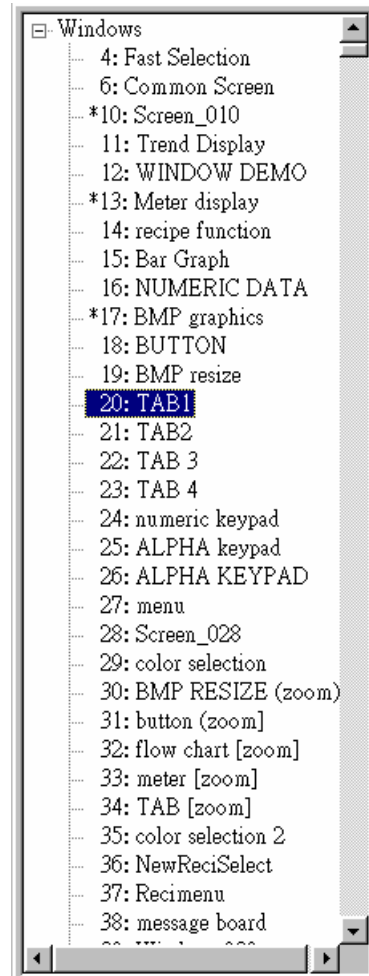 Windows
4: Fast Selection
6: Common Screen
*10: Screen_010
11: Trend Display
12: WINDOW DEMO
*13: Meter display
14: recipe function
15: Bar Graph
16: NUMERIC DATA
*17: BMP graphics
18: BUTTON
19: BMP resize
20: TAB1
21: TAB2
22: TAB 3
23: TAB 4
24: numeric keypad
25: ALPHA keypad
26: ALPHA KEYPAD
27: menu
28: Screen_028
29: color selection
30: BMP RESIZE (zoom)
31: button (zoom]
32: flow chart [zoom]
33: meter [zoom]
34: TAB [zoom]
35: color selection 2
36: NewReciSelect
37: Recimenu
38: message board